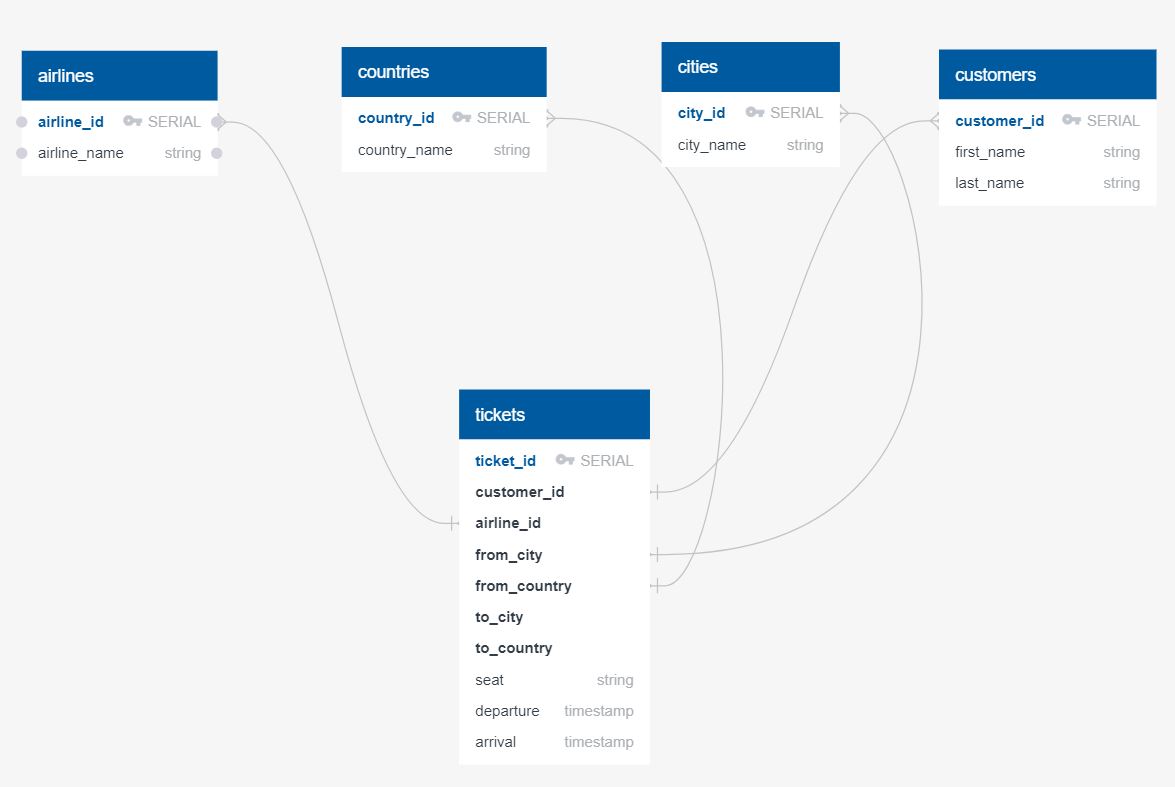 airlines
airline_id SERIAL
airline_name string
countries
country_id SERIAL
country_name string
cities
city_id SERIAL
city_name string
customers
customer_id SERIAL
first_name string
last_name string
tickets
ticket_id SERIAL
customer_id
airline_id
from_city
from_country
to_city
to_country
seat string
departure timestamp
arrival timestamp